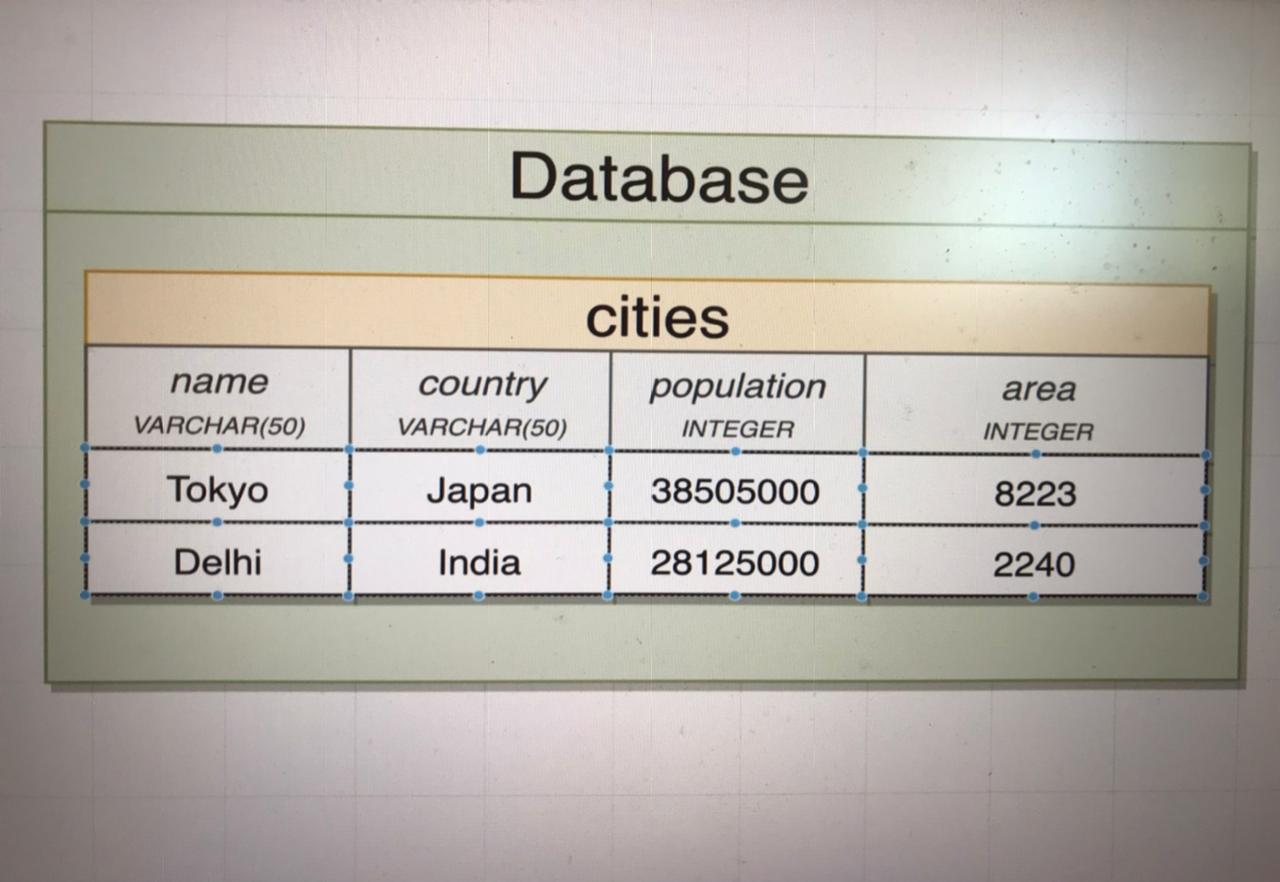 Database
cities
name country population area
VARCHAR(50) VARCHAR(50) INTEGER INTEGER
Tokyo Japan 38505000 8223
Delhi India 28125000 2240